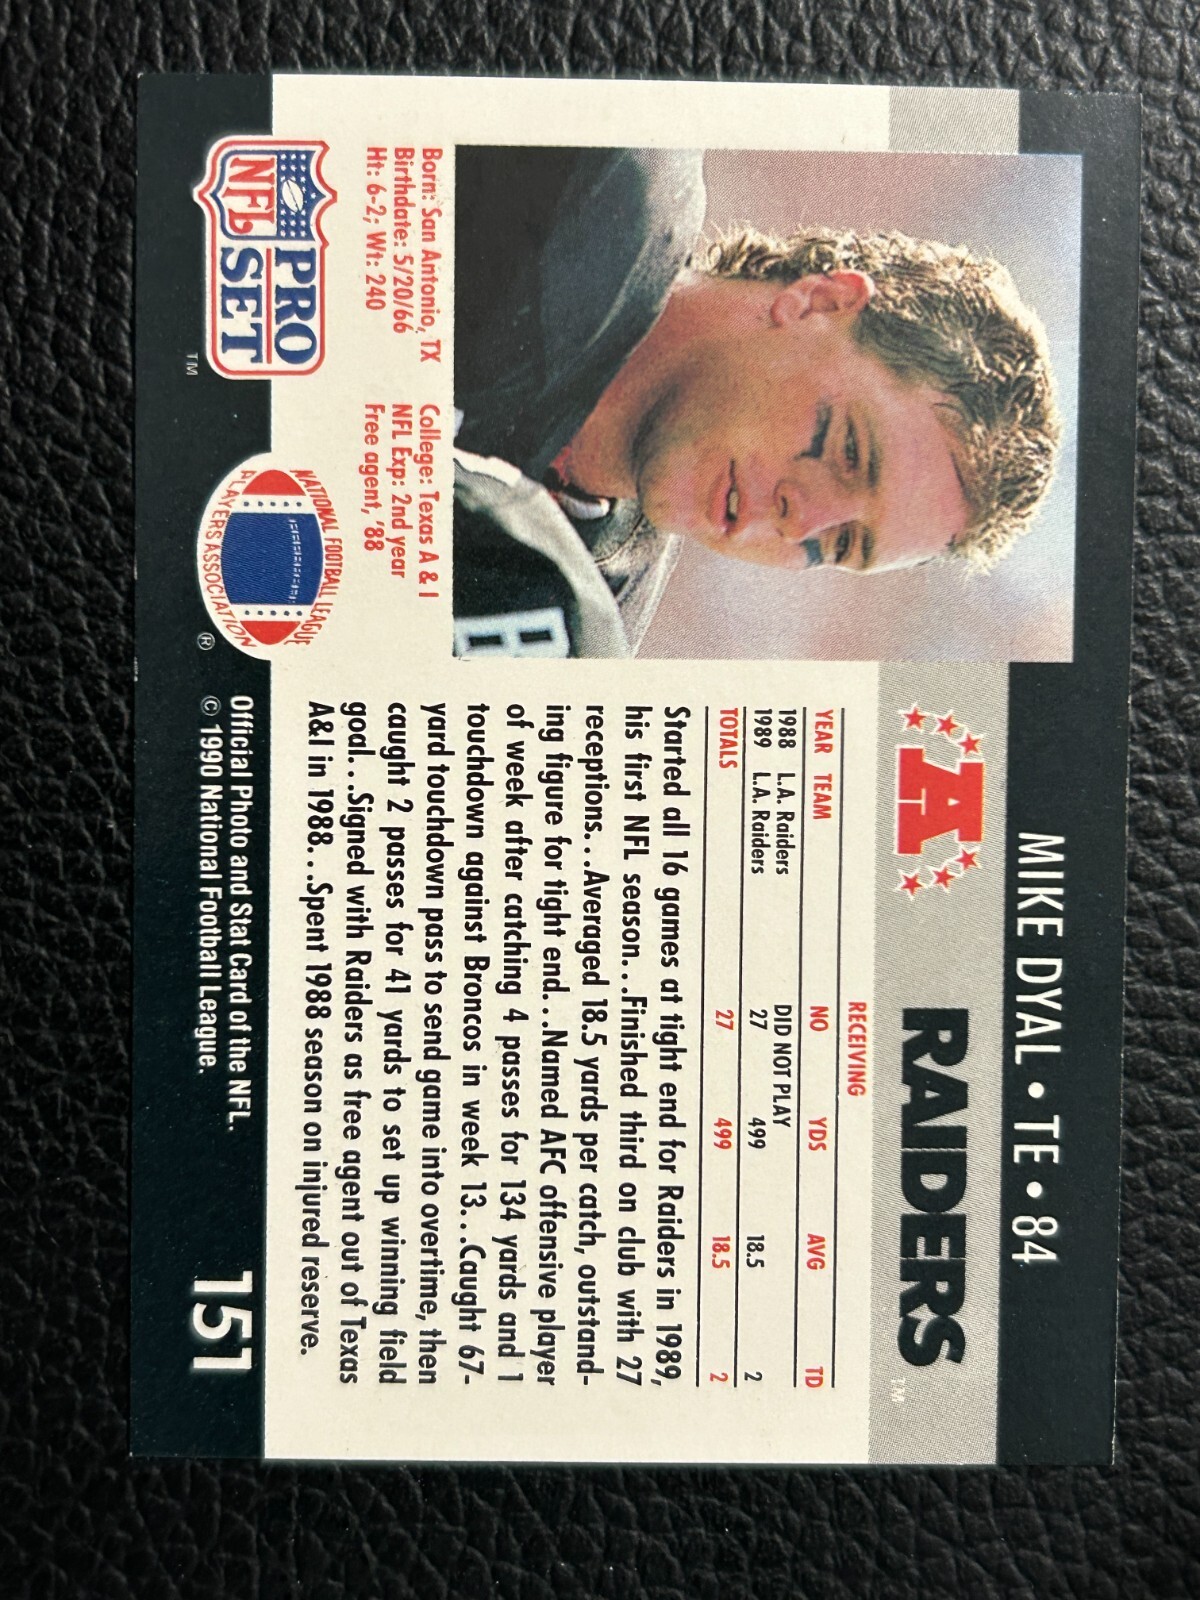 MIKE DYAL • TE • 84
A RAIDERS TM
RECEIVING
YEAR TEAM NO YDS AVG TD
1988 L.A. Raiders DID NOT PLAY
1989 L.A. Raiders 27 499 18.5 2
TOTALS 27 499 18.5 2
Started all 16 games at tight end for Raiders in 1989,
his first NFL season. . .Finished third on club with 27
receptions. . .Averaged 18.5 yards per catch, outstand-
ing figure for tight end. . .Named AFC offensive player
of week after catching 4 passes for 134 yards and 1
touchdown against Broncos in week 13. . .Caught 67-
yard touchdown pass to send game into overtime, then
caught 2 passes for 41 yards to set up winning field
goal. . .Signed with Raiders as free agent out of Texas
A&I in 1988. . .Spent 1988 season on injured reserve.
Born: San Antonio, TX College: Texas A & I
Birthdate: 5/20/66 NFL Exp: 2nd year
Ht: 6-2; Wt: 240 Free agent, '88
NFL PRO SET TM
NATIONAL FOOTBALL LEAGUE
PLAYERS ASSOCIATION ®
Official Photo and Stat Card of the NFL.
© 1990 National Football League.
151
8